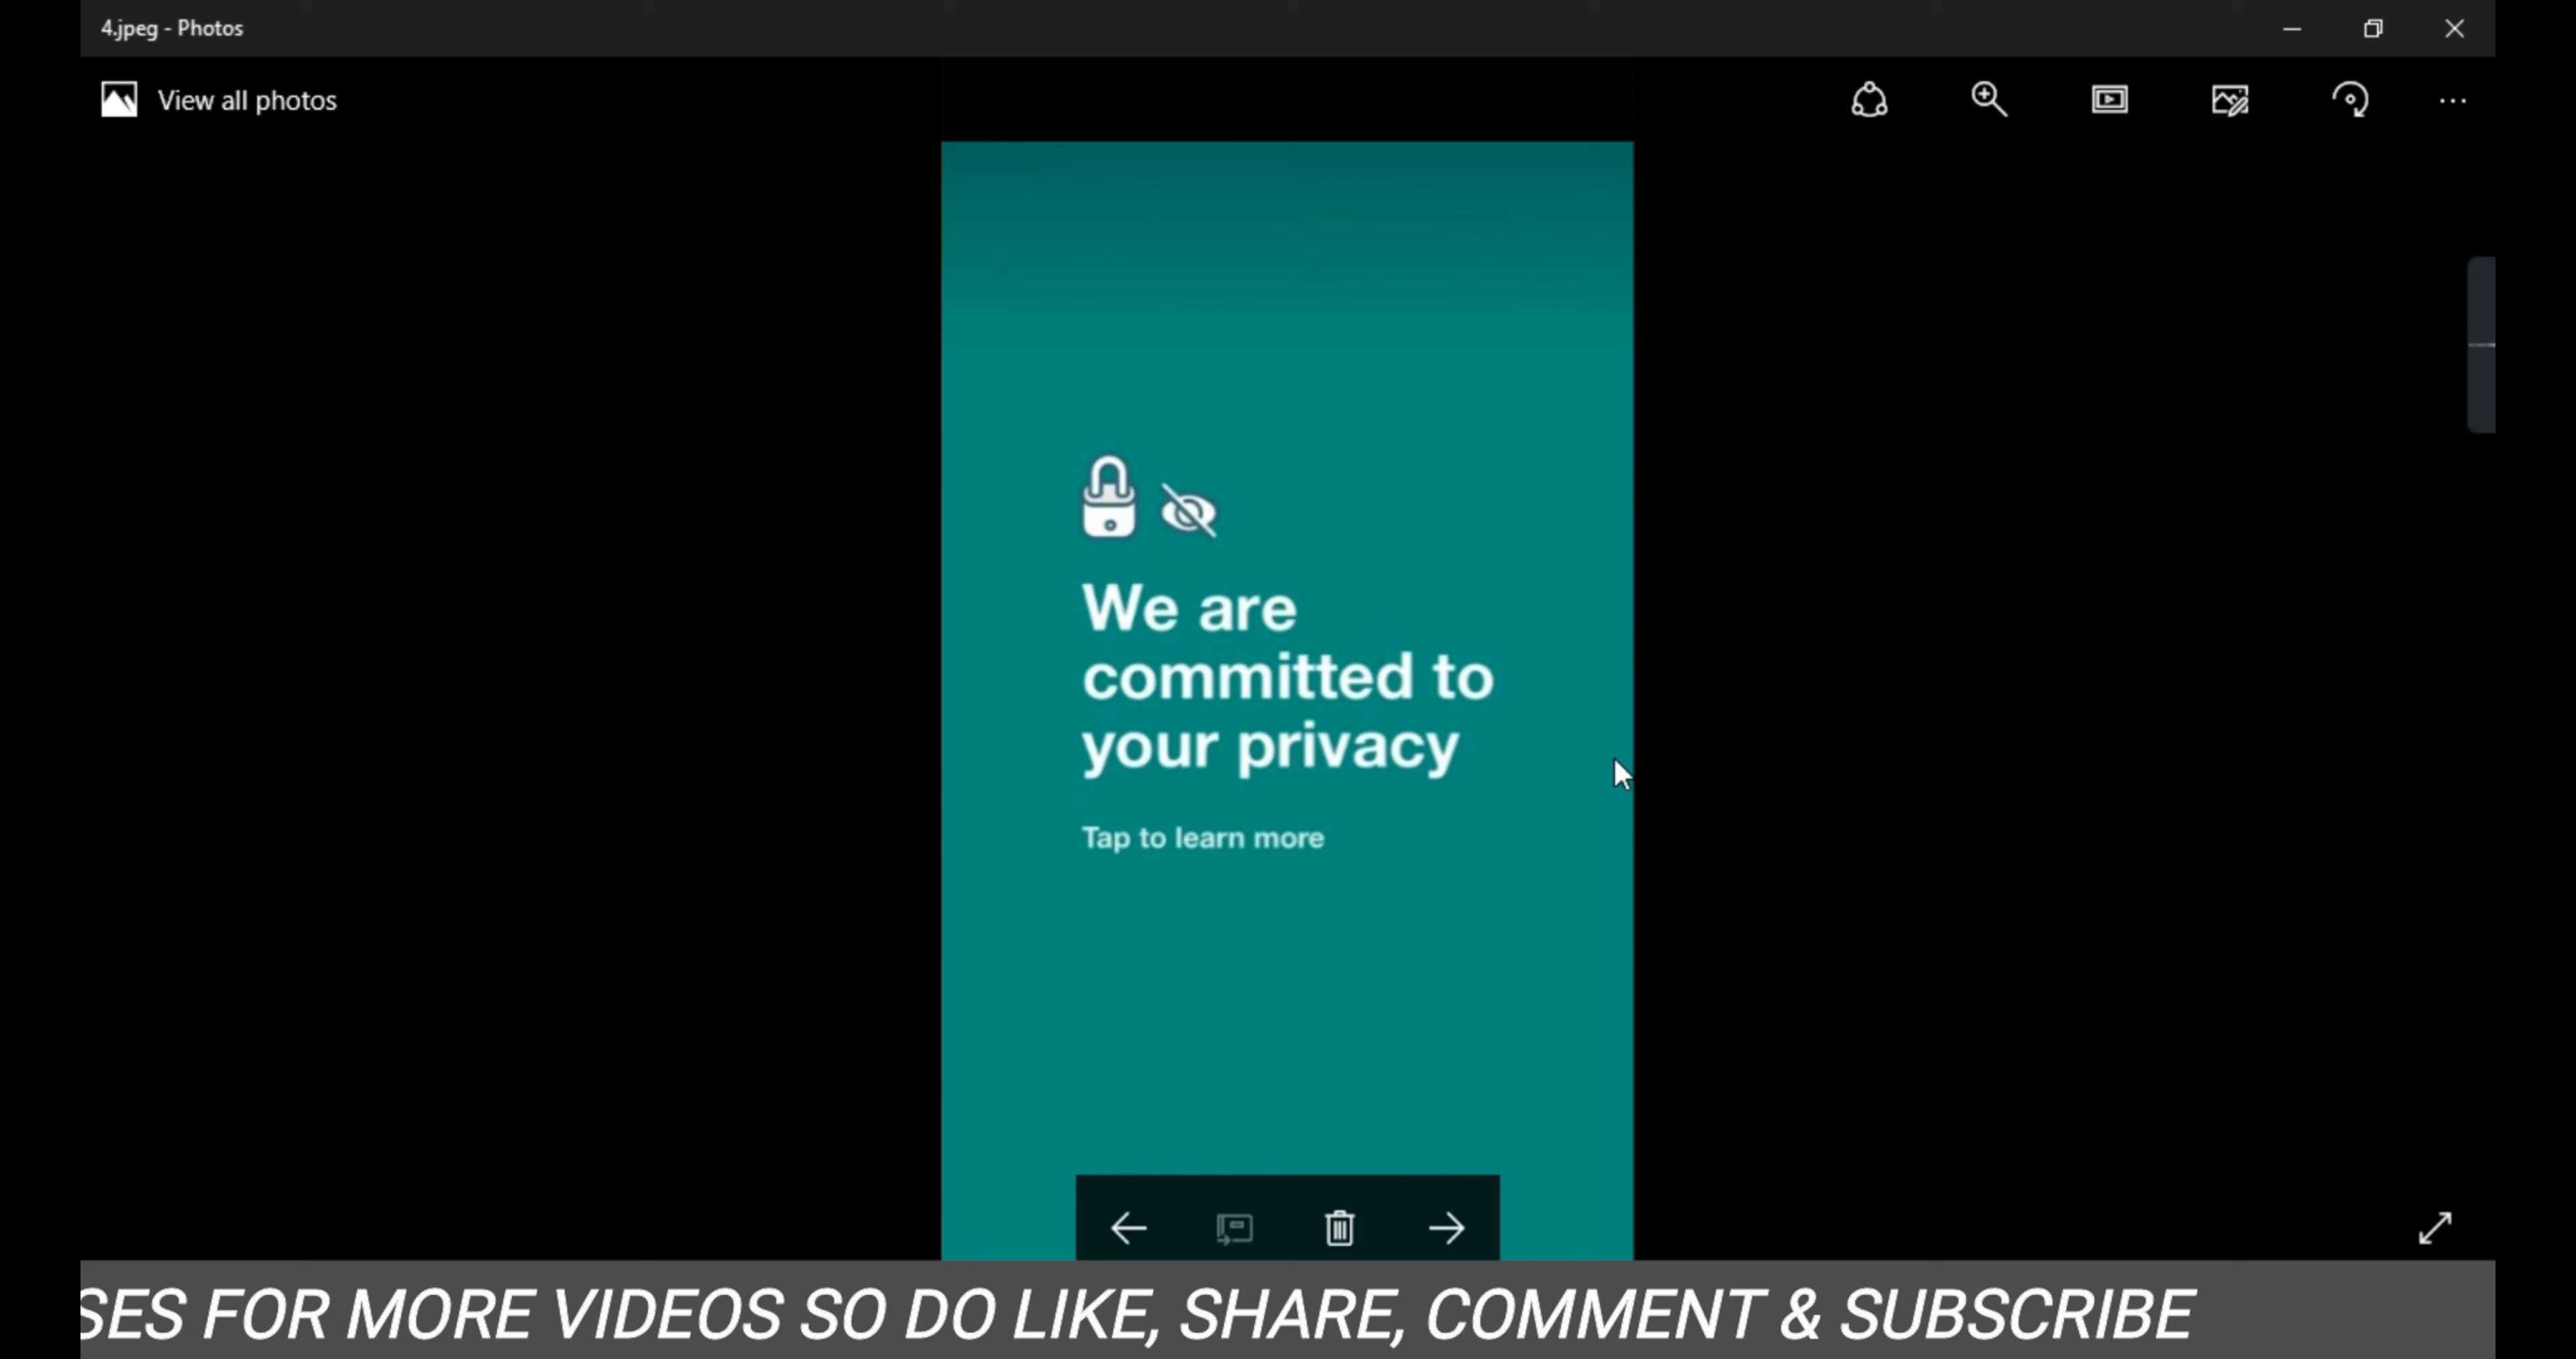 4.jpeg - Photos
View all photos
We are
committed to
your privacy
Tap to learn more
SES FOR MORE VIDEOS SO DO LIKE, SHARE, COMMENT & SUBSCRIBE